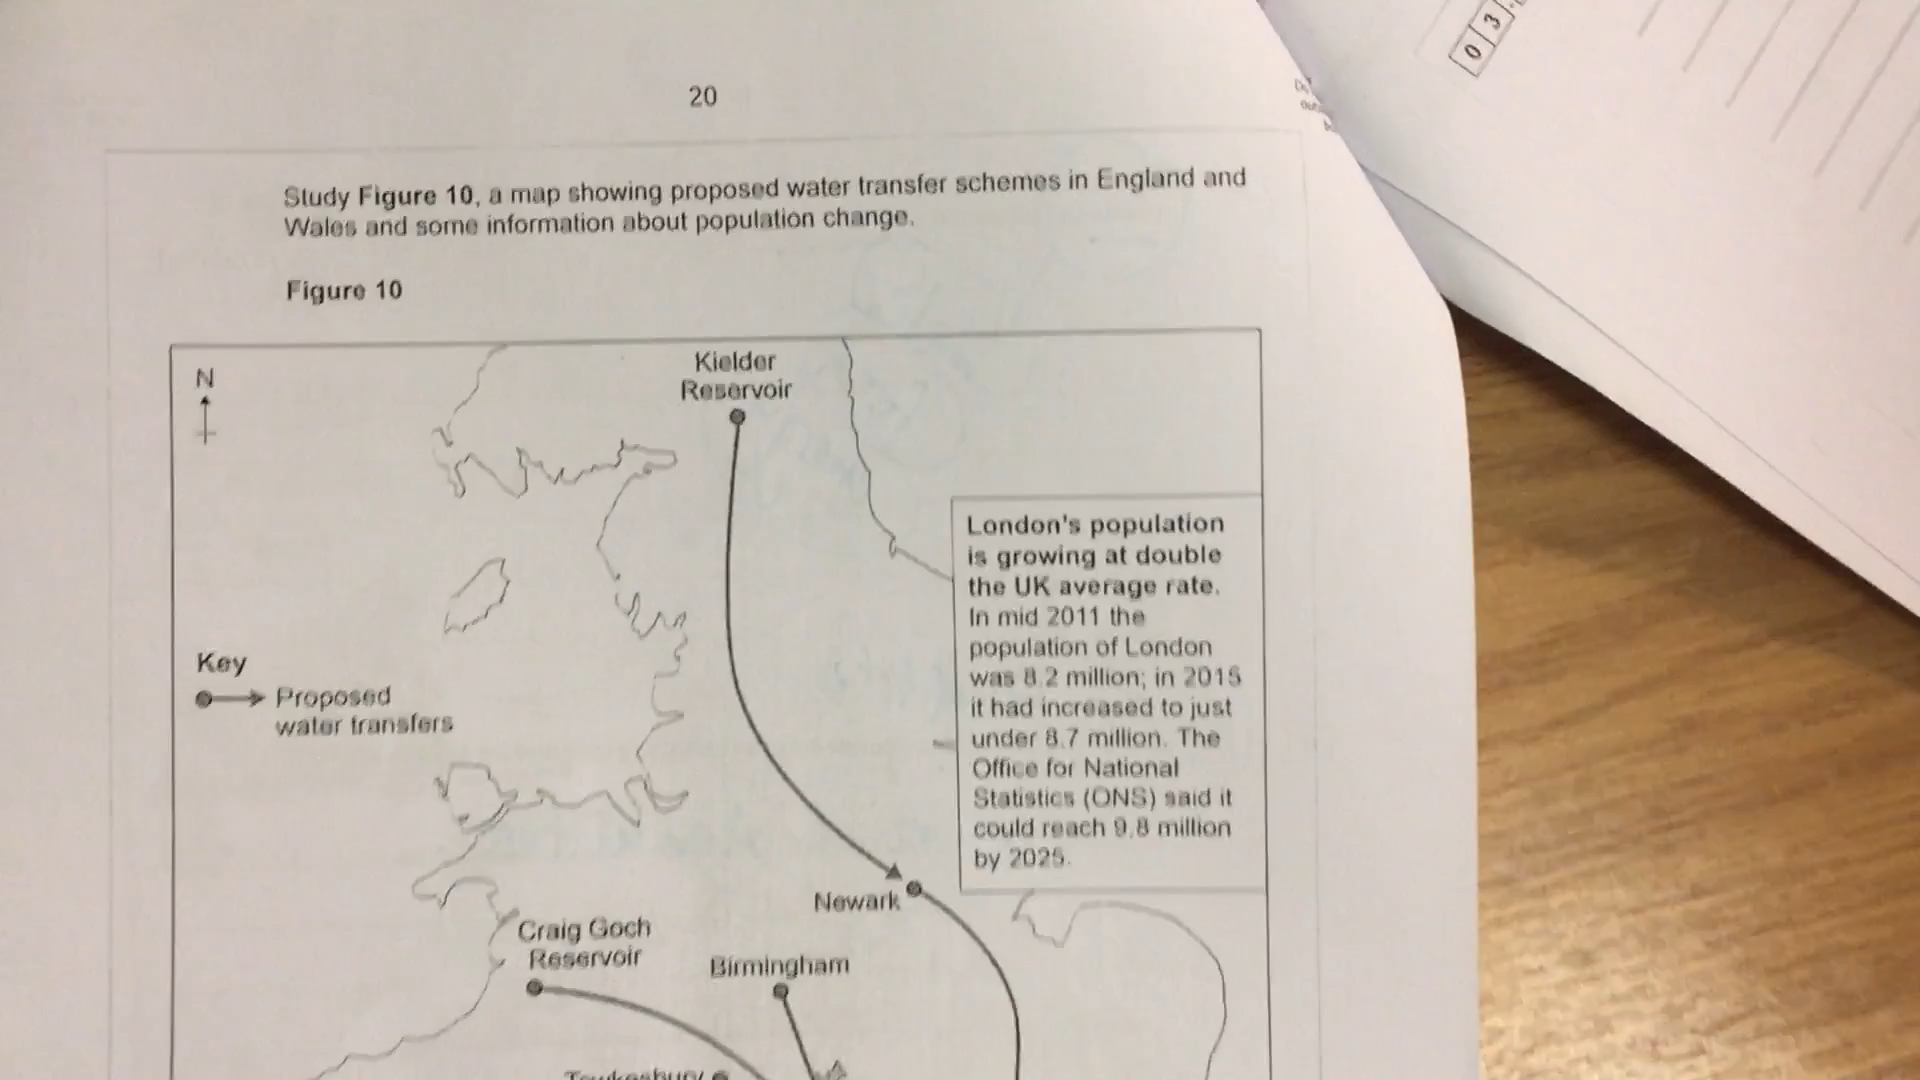 0 3
20
Study Figure 10, a map showing proposed water transfer schemes in England and
Wales and some information about population change.
Figure 10
N
Kielder
Reservoir
London's population
is growing at double
the UK average rate.
In mid 2011 the
population of London
was 8.2 million; in 2015
it had increased to just
under 8.7 million. The
Office for National
Statistics (ONS) said it
could reach 9.8 million
by 2025.
Key
Proposed
water transfers
Newark
Craig Goch
Reservoir
Birmingham
Tewkesbury